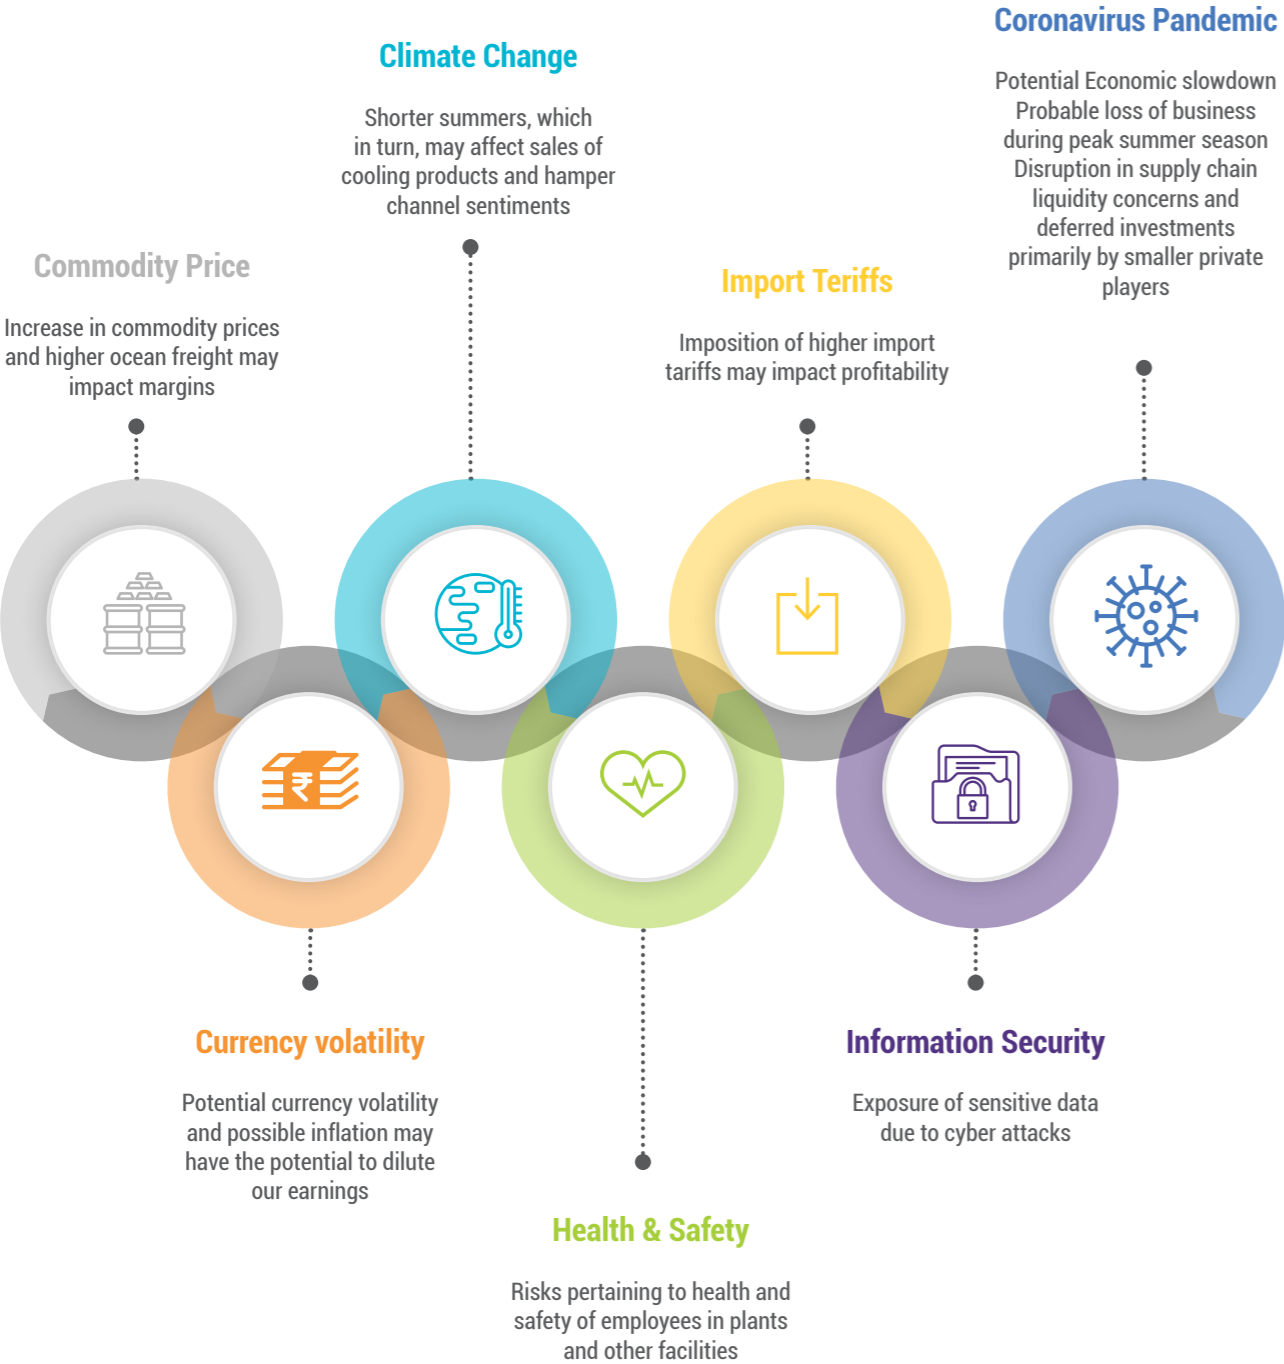 Commodity Price
Increase in commodity prices
and higher ocean freight may
impact margins
Currency volatility
Potential currency volatility
and possible inflation may
have the potential to dilute
our earnings
Climate Change
Shorter summers, which
in turn, may affect sales of
cooling products and hamper
channel sentiments
Health & Safety
Risks pertaining to health and
safety of employees in plants
and other facilities
Import Teriffs
Imposition of higher import
tariffs may impact profitability
Information Security
Exposure of sensitive data
due to cyber attacks
Coronavirus Pandemic
Potential Economic slowdown
Probable loss of business
during peak summer season
Disruption in supply chain
liquidity concerns and
deferred investments
primarily by smaller private
players
₹